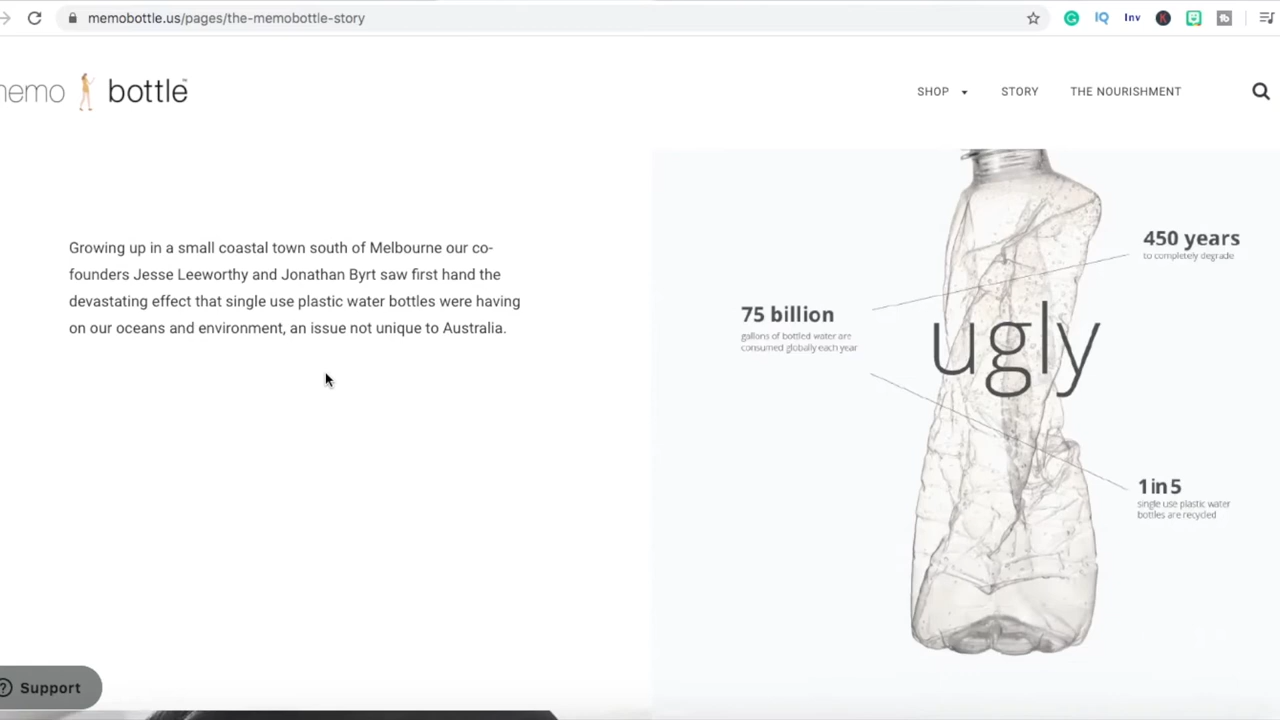 memobottle.us/pages/the-memobottle-story
IQ
Inv
K
memo bottle™
SHOP
STORY
THE NOURISHMENT
Growing up in a small coastal town south of Melbourne our co-
founders Jesse Leeworthy and Jonathan Byrt saw first hand the
devastating effect that single use plastic water bottles were having
on our oceans and environment, an issue not unique to Australia.
450 years
to completely degrade
75 billion
gallons of bottled water are
consumed globally each year
ugly
1 in 5
single use plastic water
bottles are recycled
Support